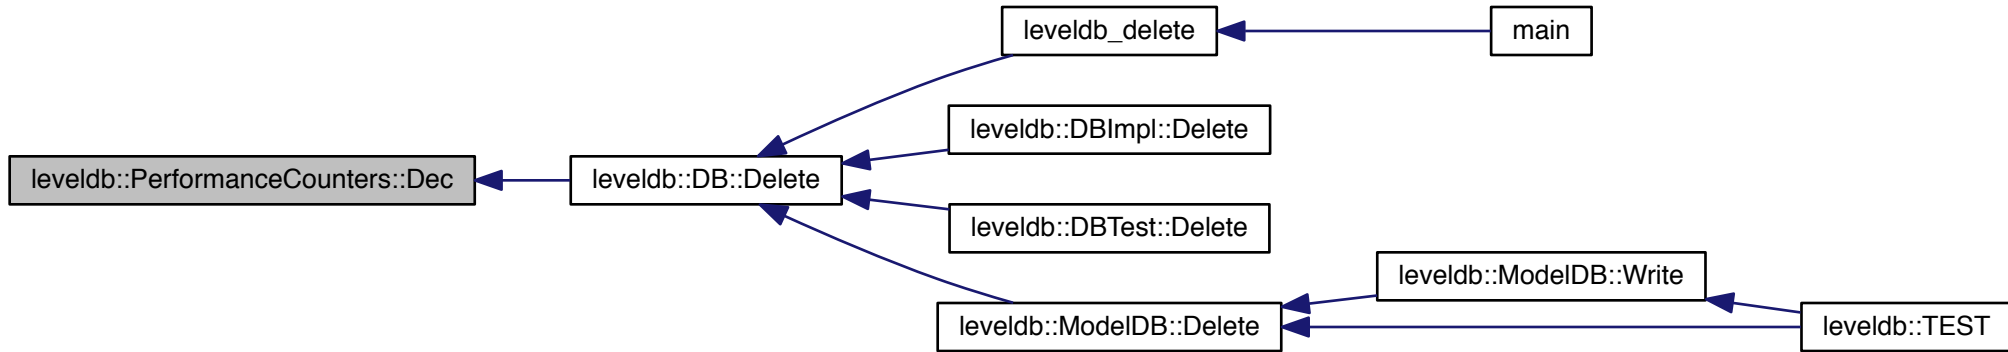 leveldb_delete
main
leveldb::DBImpl::Delete
leveldb::PerformanceCounters::Dec
leveldb::DB::Delete
leveldb::DBTest::Delete
leveldb::ModelDB::Write
leveldb::ModelDB::Delete
leveldb::TEST